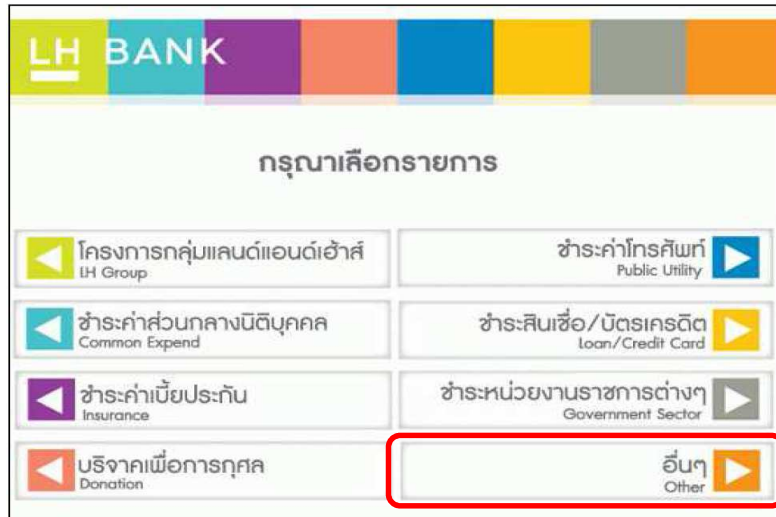 LH BANK
กรุณาเลือกรายการ
โครงการกลุ่มแลนด์แอนด์เฮ้าส์
LH Group
ชำระค่าโทรศัพท์
Public Utility
ชำระค่าส่วนกลางนิติบุคคล
Common Expend
ชำระสินเชื่อ/บัตรเครดิต
Loan/Credit Card
ชำระค่าเบี้ยประกัน
Insurance
ชำระหน่วยงานราชการต่างๆ
Government Sector
บริจาคเพื่อการกุศล
Donation
อื่นๆ
Other